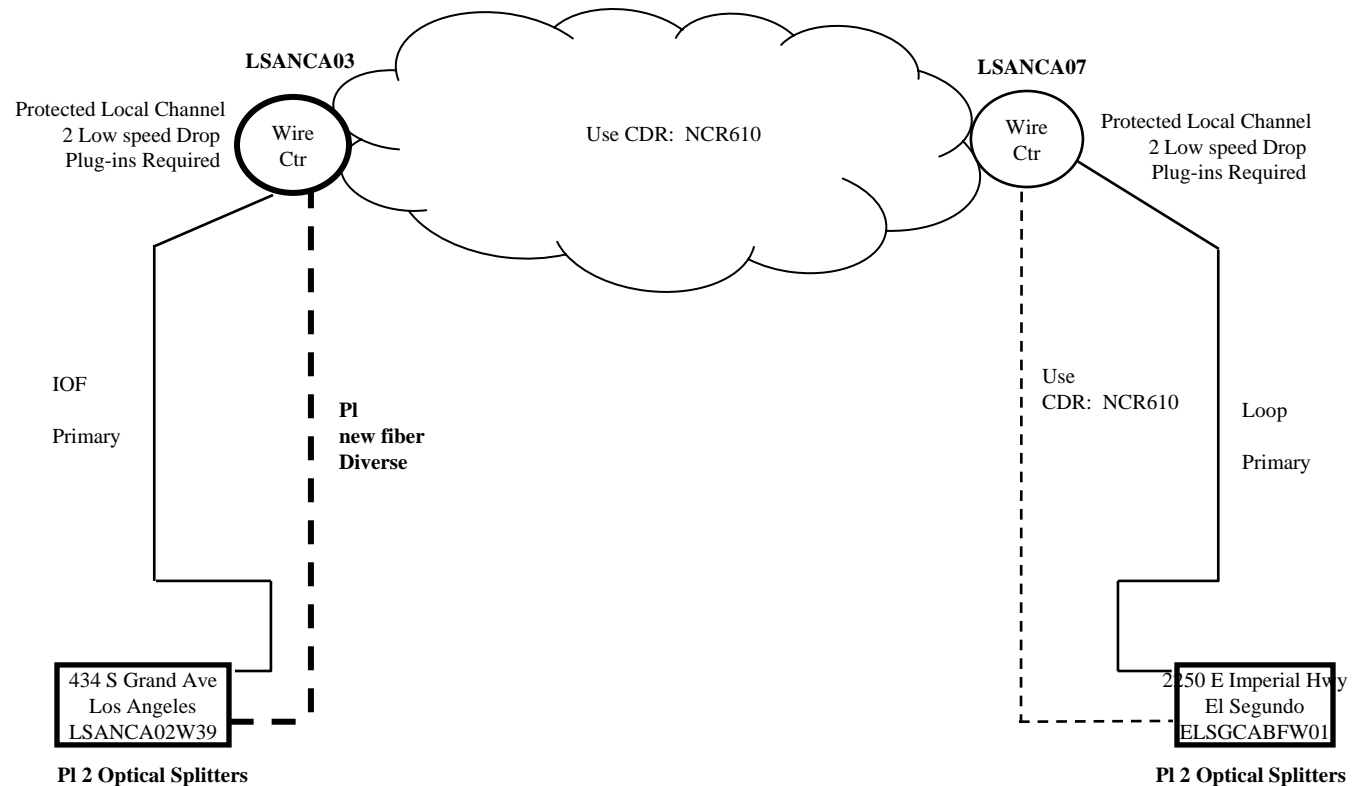 LSANCA03
LSANCA07
Protected Local Channel
2 Low speed Drop
Plug-ins Required
Wire
Ctr
Use CDR: NCR610
Wire
Ctr
Protected Local Channel
2 Low speed Drop
Plug-ins Required
IOF
Primary
Pl
new fiber
Diverse
Use
CDR: NCR610
Loop
Primary
434 S Grand Ave
Los Angeles
LSANCA02W39
Pl 2 Optical Splitters
2250 E Imperial Hwy
El Segundo
ELSGCABFW01
Pl 2 Optical Splitters